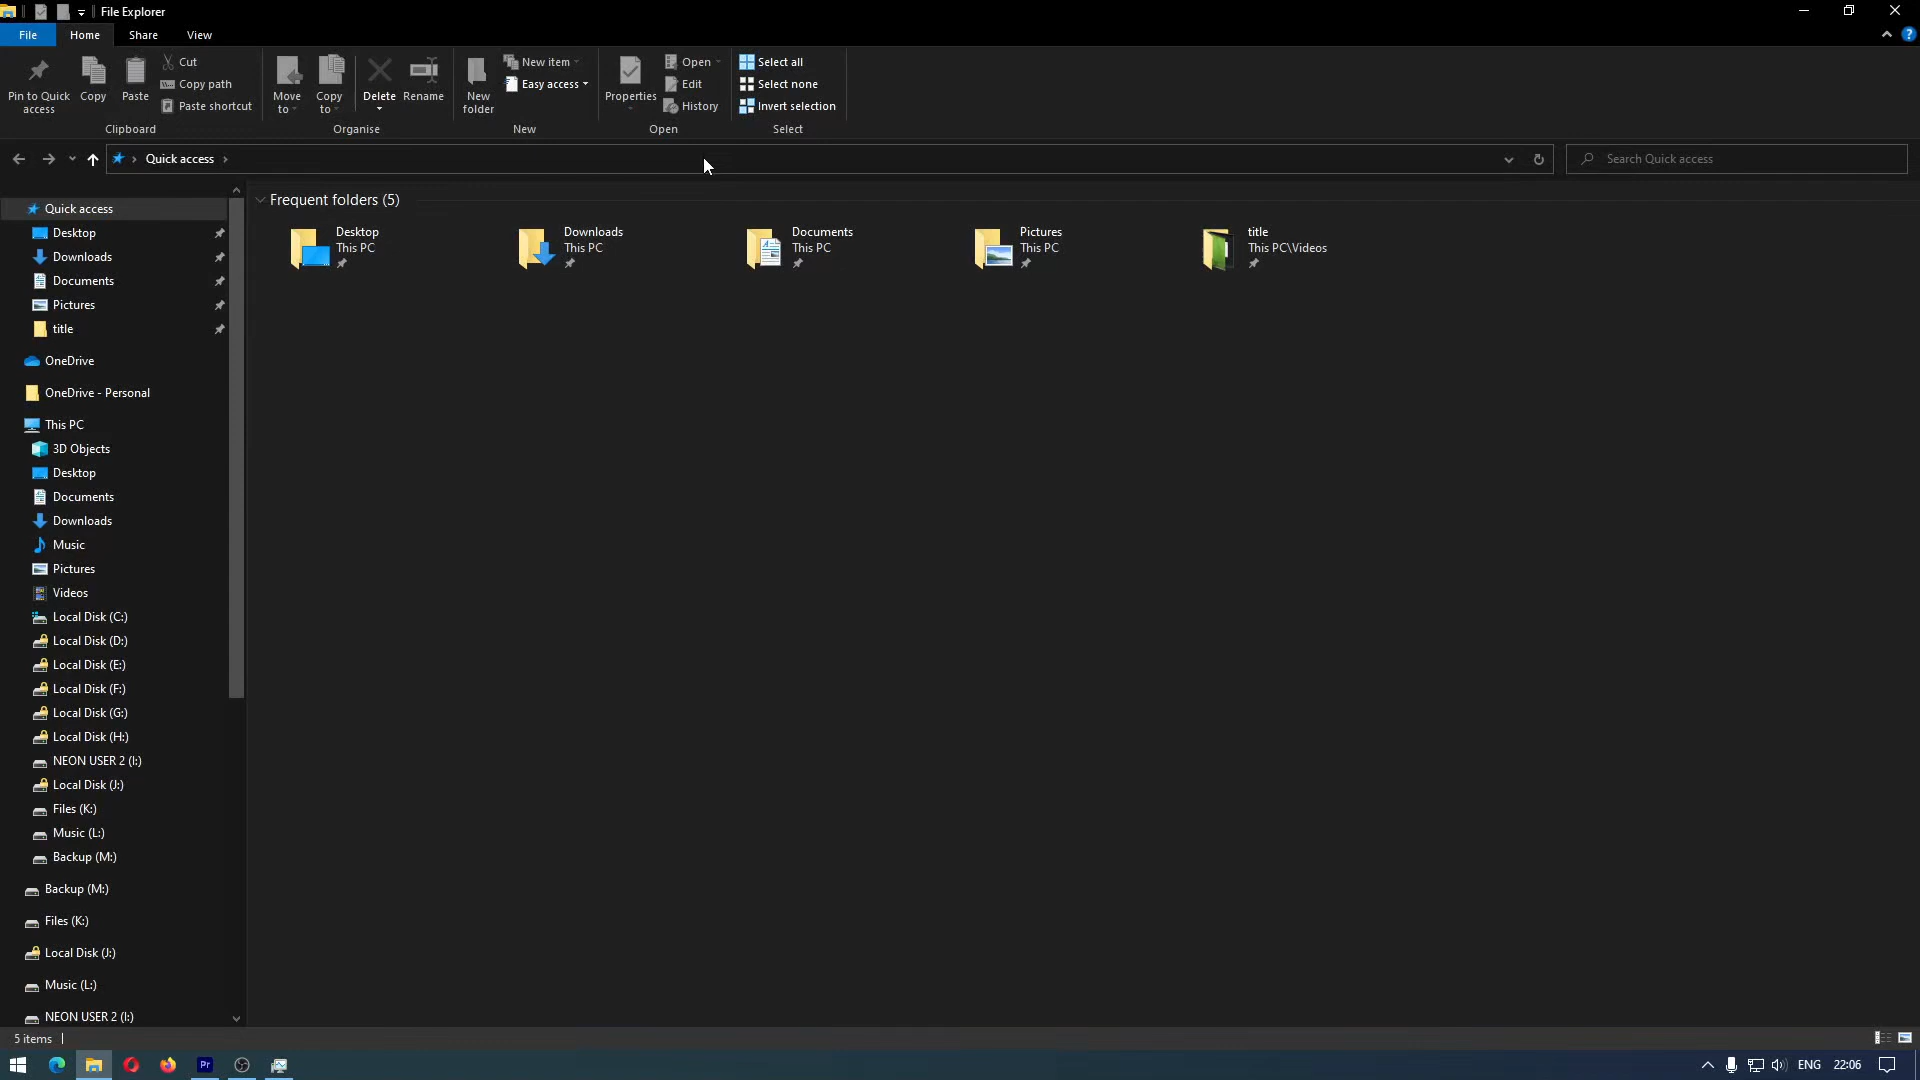 File Explorer
File Home Share View
Pin to Quick access
Copy
Paste
Cut
Copy path
Paste shortcut
Clipboard
Move to
Copy to
Delete
Rename
Organise
New folder
New item
Easy access
New
Properties
Open
Edit
History
Open
Select all
Select none
Invert selection
Select
Quick access
Search Quick access
Quick access
Desktop
Downloads
Documents
Pictures
title
OneDrive
OneDrive - Personal
This PC
3D Objects
Desktop
Documents
Downloads
Music
Pictures
Videos
Local Disk (C:)
Local Disk (D:)
Local Disk (E:)
Local Disk (F:)
Local Disk (G:)
Local Disk (H:)
NEON USER 2 (I:)
Local Disk (J:)
Files (K:)
Music (L:)
Backup (M:)
Backup (M:)
Files (K:)
Local Disk (J:)
Music (L:)
NEON USER 2 (I:)
Frequent folders (5)
Desktop
This PC
Downloads
This PC
Documents
This PC
Pictures
This PC
title
This PC\Videos
5 items
Pr
ENG 22:06